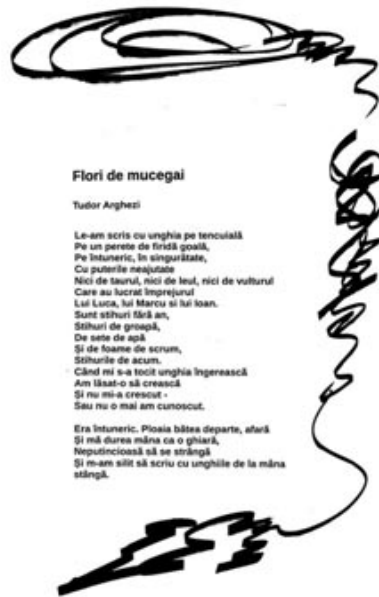 Flori de mucegai
Tudor Arghezi
Le-am scris cu unghia pe tencuială
Pe un perete de firidă goală,
Pe întuneric, în singurătate,
Cu puterile neajutate
Nici de taurul, nici de leul, nici de vulturul
Care au lucrat împrejurul
Lui Luca, lui Marcu si lui Ioan.
Sunt stihuri fără an,
Stihuri de groapă,
De sete de apă
Și de foame de scrum,
Stihurile de acum.
Când mi s-a tocit unghia îngerească
Am lăsat-o să crească
Și nu mi-a crescut -
Sau nu o mai am cunoscut.
Era întuneric. Ploaia bătea departe, afară
Și mă durea mâna ca o ghiară,
Neputincioasă să se strângă
Și m-am silit să scriu cu unghiile de la mâna
stângă.